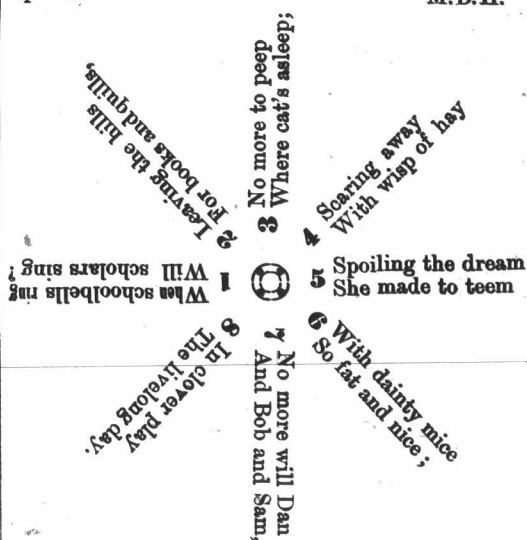 M.D.H.
1 When schoolbells ring
Will scholars sing?
2 Leaving the hills
For books and quills,
3 No more to peep
Where cat's asleep;
4 Soaring away
With wisp of hay
5 Spoiling the dream
She made to teem
6 With dainty mice
So fat and nice;
7 No more will Dan
And Bob and Sam,
8 In clover play
The livelong day.